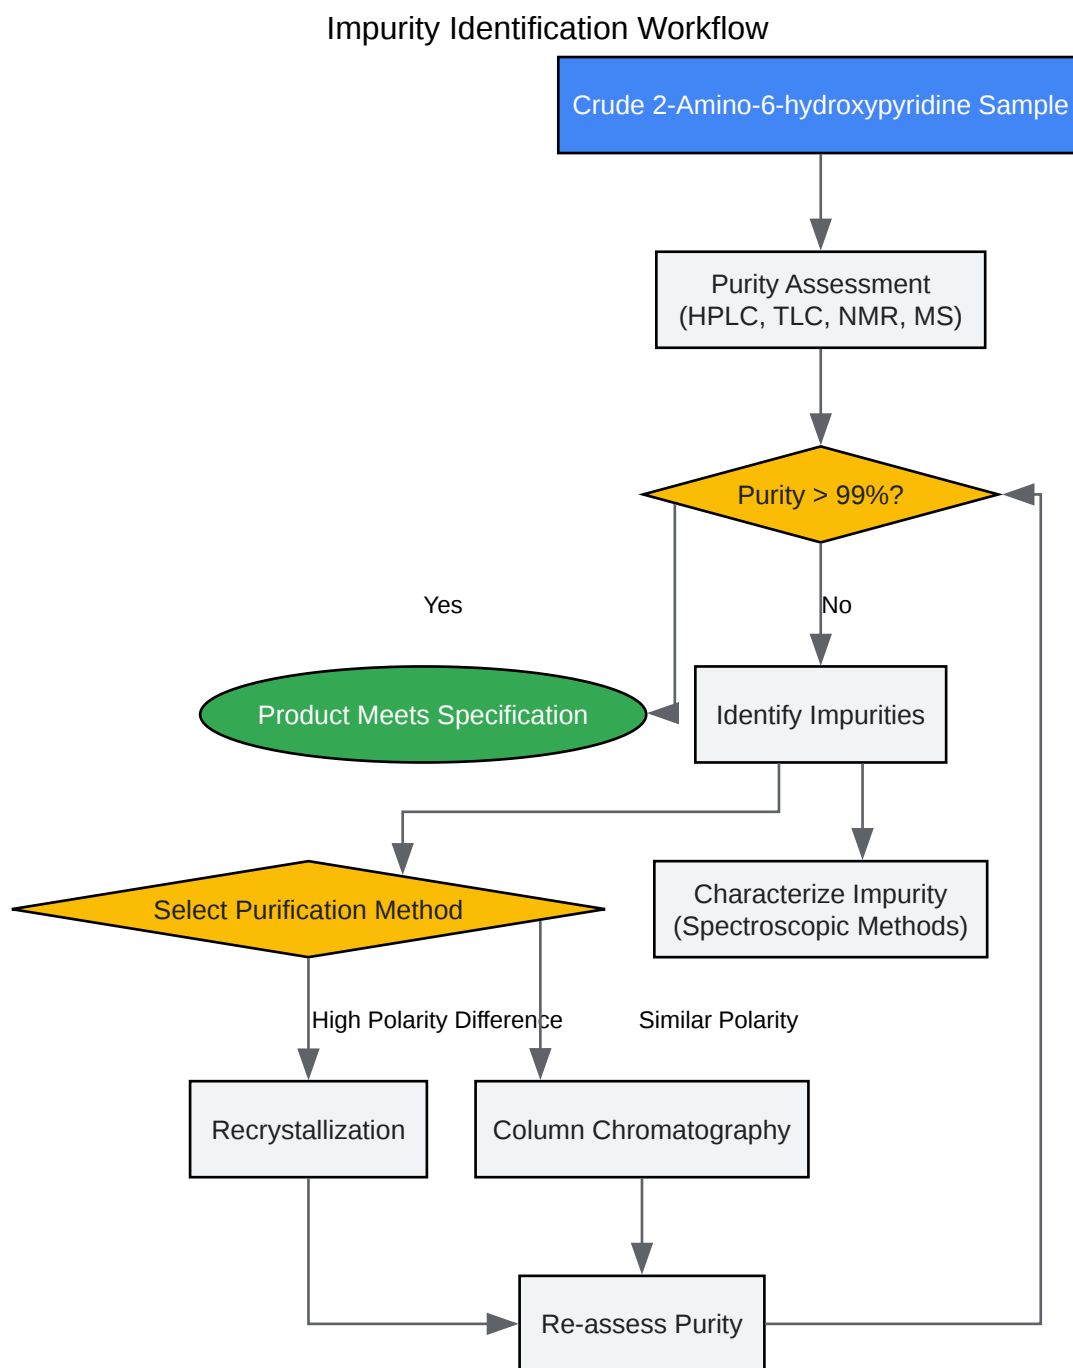 Impurity Identification Workflow
Crude 2-Amino-6-hydroxypyridine Sample
Purity Assessment
(HPLC, TLC, NMR, MS)
Purity > 99%?
Yes
No
Product Meets Specification
Identify Impurities
Select Purification Method
Characterize Impurity
(Spectroscopic Methods)
High Polarity Difference
Similar Polarity
Recrystallization
Column Chromatography
Re-assess Purity